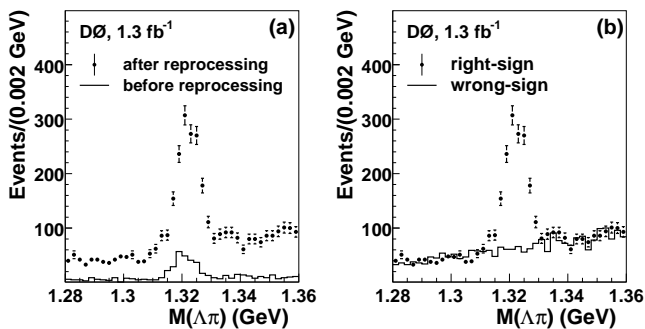 DØ, 1.3 fb⁻¹ (a)
after reprocessing
before reprocessing
Events/(0.002 GeV)
400
300
200
100
1.28 1.3 1.32 1.34 1.36
M(Λπ) (GeV)
DØ, 1.3 fb⁻¹ (b)
right-sign
wrong-sign
Events/(0.002 GeV)
400
300
200
100
1.28 1.3 1.32 1.34 1.36
M(Λπ) (GeV)